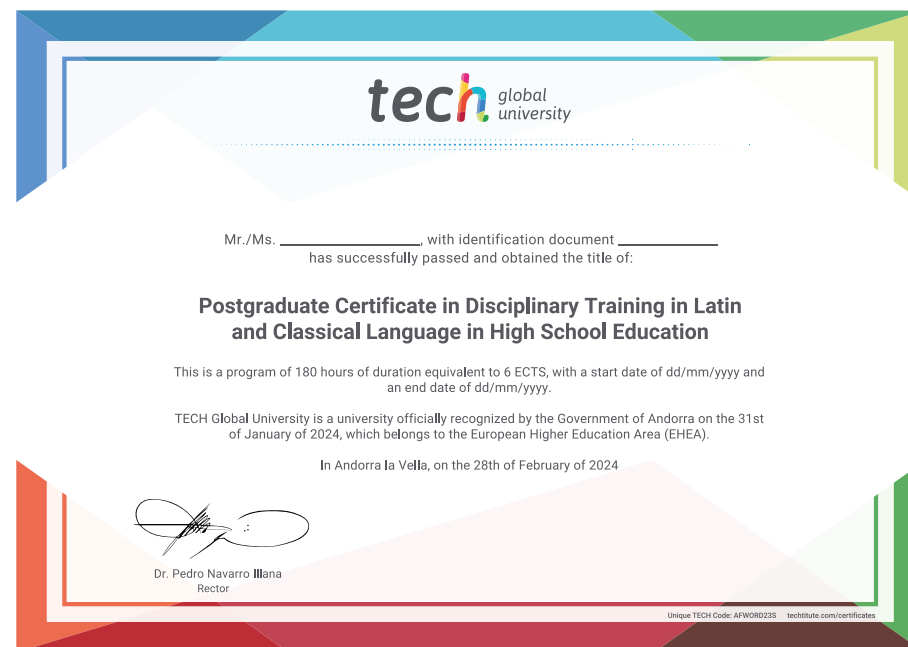 tech global
university
Mr./Ms. ____________, with identification document ____________
has successfully passed and obtained the title of:
Postgraduate Certificate in Disciplinary Training in Latin
and Classical Language in High School Education
This is a program of 180 hours of duration equivalent to 6 ECTS, with a start date of dd/mm/yyyy and
an end date of dd/mm/yyyy.
TECH Global University is a university officially recognized by the Government of Andorra on the 31st
of January of 2024, which belongs to the European Higher Education Area (EHEA).
In Andorra la Vella, on the 28th of February of 2024
Dr. Pedro Navarro Illana
Rector
Unique TECH Code: AFWORD23S techtitute.com/certificates